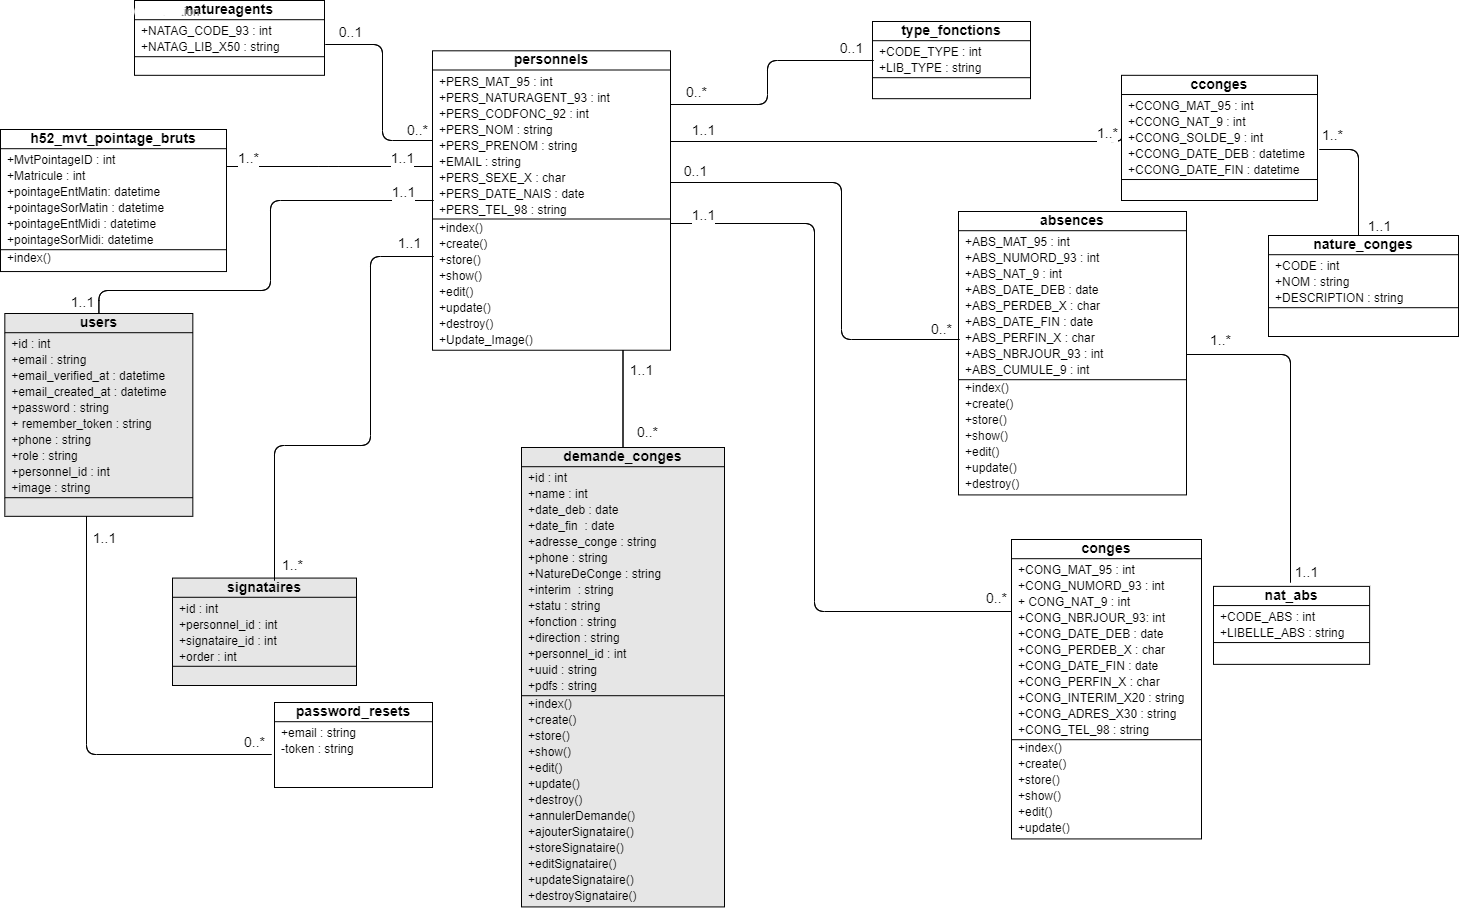 natureagents
+NATAG_CODE_93 : int
+NATAG_LIB_X50 : string
0..1
0..*
personnels
+PERS_MAT_95 : int
+PERS_NATURAGENT_93 : int
+PERS_CODFONC_92 : int
+PERS_NOM : string
+PERS_PRENOM : string
+EMAIL : string
+PERS_SEXE_X : char
+PERS_DATE_NAIS : date
+PERS_TEL_98 : string
+index()
+create()
+store()
+show()
+edit()
+update()
+destroy()
+Update_Image()
type_fonctions
+CODE_TYPE : int
+LIB_TYPE : string
0..1
0..*
cconges
+CCONG_MAT_95 : int
+CCONG_NAT_9 : int
+CCONG_SOLDE_9 : int
+CCONG_DATE_DEB : datetime
+CCONG_DATE_FIN : datetime
1..1
1..*
1..*
1..1
h52_mvt_pointage_bruts
+MvtPointageID : int
+Matricule : int
+pointageEntMatin: datetime
+pointageSorMatin : datetime
+pointageEntMidi : datetime
+pointageSorMidi: datetime
+index()
1..*
1..1
1..1
1..1
1..1
0..1
1..1
absences
+ABS_MAT_95 : int
+ABS_NUMORD_93 : int
+ABS_NAT_9 : int
+ABS_DATE_DEB : date
+ABS_PERDEB_X : char
+ABS_DATE_FIN : date
+ABS_PERFIN_X : char
+ABS_NBRJOUR_93 : int
+ABS_CUMULE_9 : int
+index()
+create()
+store()
+show()
+edit()
+update()
+destroy()
0..*
1..*
nature_conges
+CODE : int
+NOM : string
+DESCRIPTION : string
users
+id : int
+email : string
+email_verified_at : datetime
+email_created_at : datetime
+password : string
+ remember_token : string
+phone : string
+role : string
+personnel_id : int
+image : string
1..1
1..1
0..*
demande_conges
+id : int
+name : int
+date_deb : date
+date_fin  : date
+adresse_conge : string
+phone : string
+NatureDeConge : string
+interim  : string
+statu : string
+fonction : string
+direction : string
+personnel_id : int
+uuid : string
+pdfs : string
+index()
+create()
+store()
+show()
+edit()
+update()
+destroy()
+annulerDemande()
+ajouterSignataire()
+storeSignataire()
+editSignataire()
+updateSignataire()
+destroySignataire()
1..*
signataires
+id : int
+personnel_id : int
+signataire_id : int
+order : int
0..*
password_resets
+email : string
-token : string
0..*
conges
+CONG_MAT_95 : int
+CONG_NUMORD_93 : int
+ CONG_NAT_9 : int
+CONG_NBRJOUR_93: int
+CONG_DATE_DEB : date
+CONG_PERDEB_X : char
+CONG_DATE_FIN : date
+CONG_PERFIN_X : char
+CONG_INTERIM_X20 : string
+CONG_ADRES_X30 : string
+CONG_TEL_98 : string
+index()
+create()
+store()
+show()
+edit()
+update()
1..1
nat_abs
+CODE_ABS : int
+LIBELLE_ABS : string